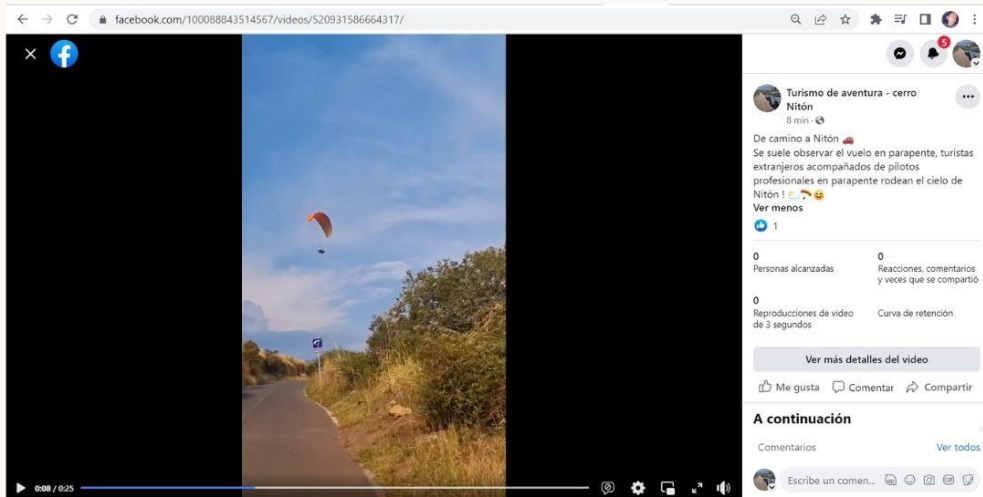 facebook.com/100088843514567/videos/520931586664317/
5
Turismo de aventura - cerro
Nitón
8 min ·
De camino a Nitón 🚗
Se suele observar el vuelo en parapente, turistas
extranjeros acompañados de pilotos
profesionales en parapente rodean el cielo de
Nitón ! 🌥️🪂😄
Ver menos
1
0
Personas alcanzadas
0
Reacciones, comentarios
y veces que se compartió
0
Reproducciones de video
de 3 segundos
Curva de retención
Ver más detalles del video
Me gusta Comentar Compartir
A continuación
Comentarios Ver todos
Escribe un comen...
0:08 / 0:25